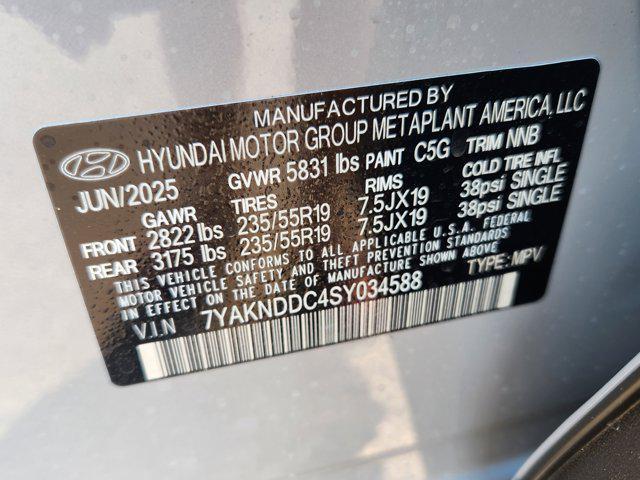 MANUFACTURED BY
HYUNDAI MOTOR GROUP METAPLANT AMERICA, LLC
JUN/2025 GVWR 5831 lbs PAINT C5G TRIM NNB
GAWR TIRES RIMS COLD TIRE INFL
FRONT 2822 lbs 235/55R19 7.5JX19 38psi SINGLE
REAR 3175 lbs 235/55R19 7.5JX19 38psi SINGLE
THIS VEHICLE CONFORMS TO ALL APPLICABLE U.S.A. FEDERAL
MOTOR VEHICLE SAFETY AND THEFT PREVENTION STANDARDS
IN EFFECT ON THE DATE OF MANUFACTURE SHOWN ABOVE
V.I.N 7YAKNDDC4SY034588 TYPE: MPV